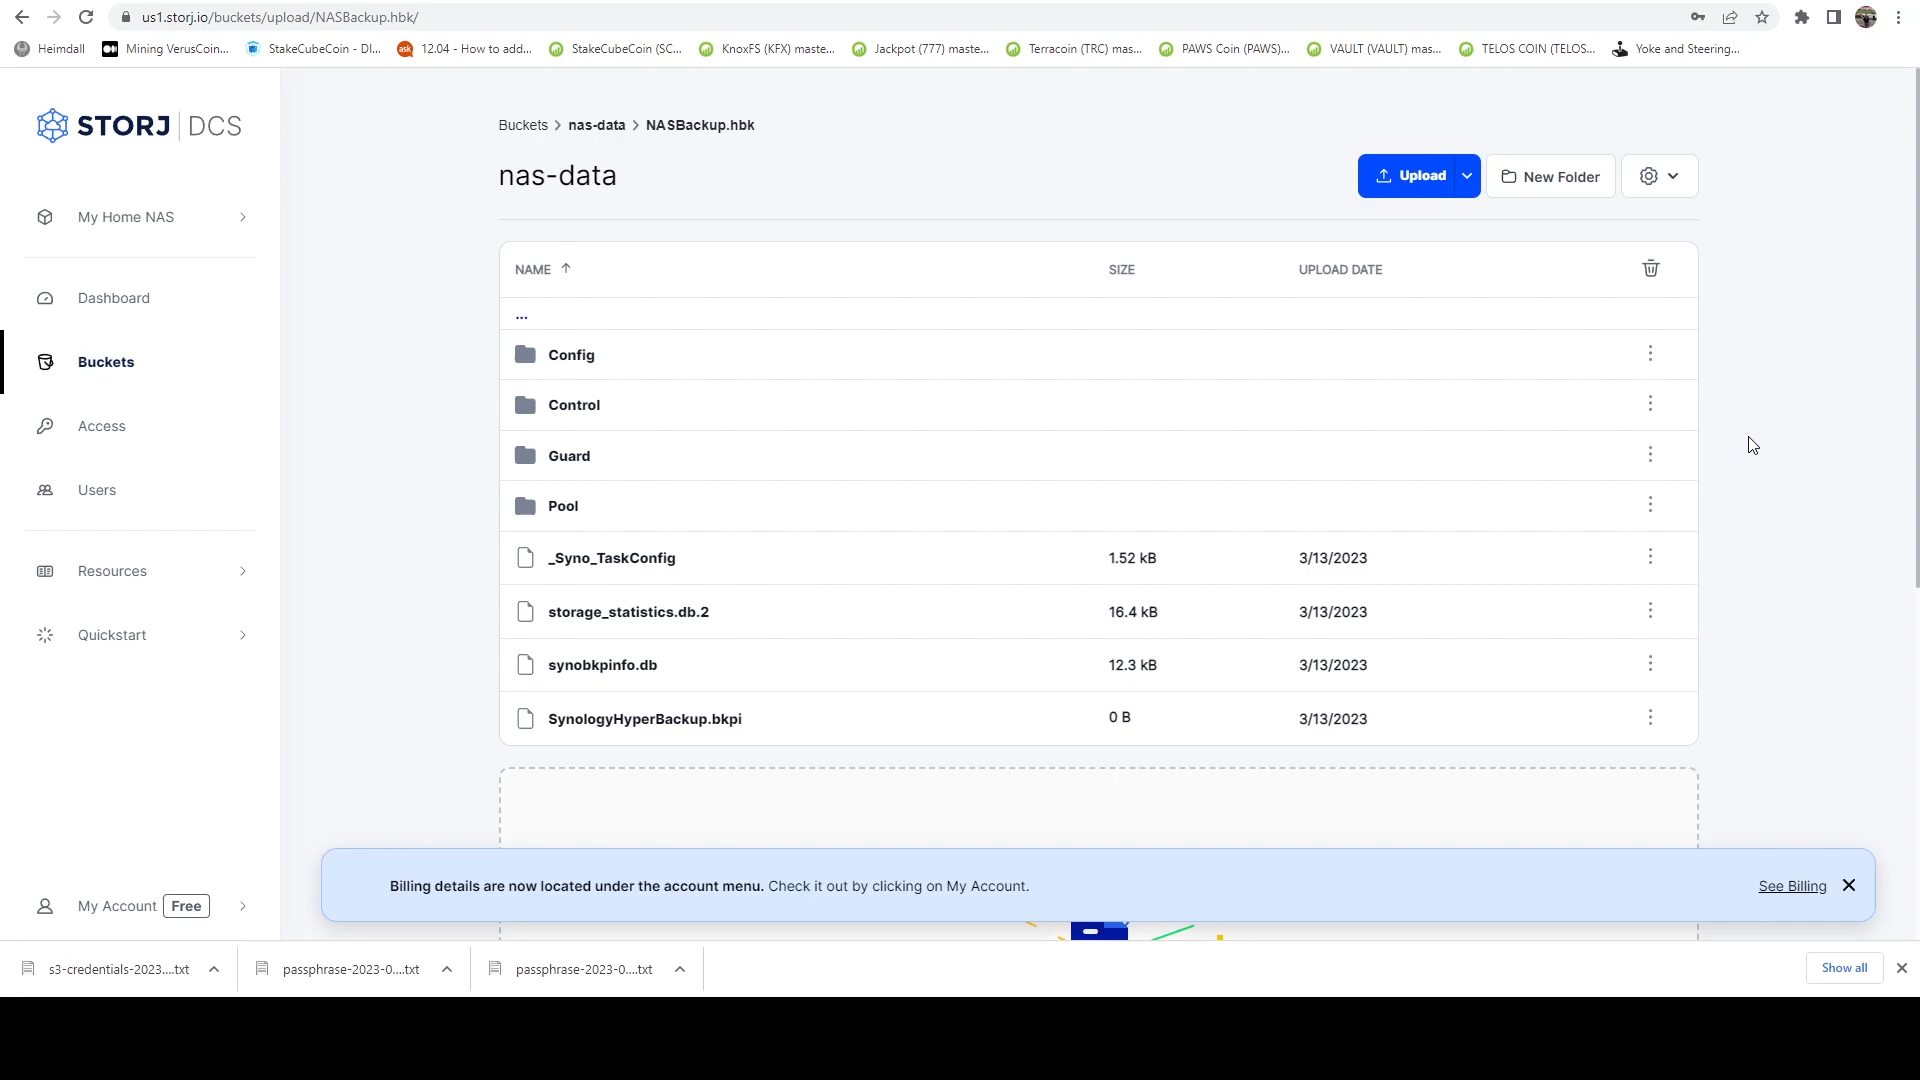 us1.storj.io/buckets/upload/NASBackup.hbk/
Heimdall
Mining VerusCoin...
StakeCubeCoin - DI...
ask
12.04 - How to add...
StakeCubeCoin (SC...
KnoxFS (KFX) maste...
Jackpot (777) maste...
Terracoin (TRC) mas...
PAWS Coin (PAWS)...
VAULT (VAULT) mas...
TELOS COIN (TELOS...
Yoke and Steering...
STORJ DCS
My Home NAS
Dashboard
Buckets
Access
Users
Resources
Quickstart
My Account Free
Buckets > nas-data > NASBackup.hbk
nas-data
Upload
New Folder
NAME SIZE UPLOAD DATE
...
Config
Control
Guard
Pool
_Syno_TaskConfig 1.52 kB 3/13/2023
storage_statistics.db.2 16.4 kB 3/13/2023
synobkpinfo.db 12.3 kB 3/13/2023
SynologyHyperBackup.bkpi 0 B 3/13/2023
Billing details are now located under the account menu. Check it out by clicking on My Account.
See Billing
s3-credentials-2023....txt
passphrase-2023-0....txt
passphrase-2023-0....txt
Show all